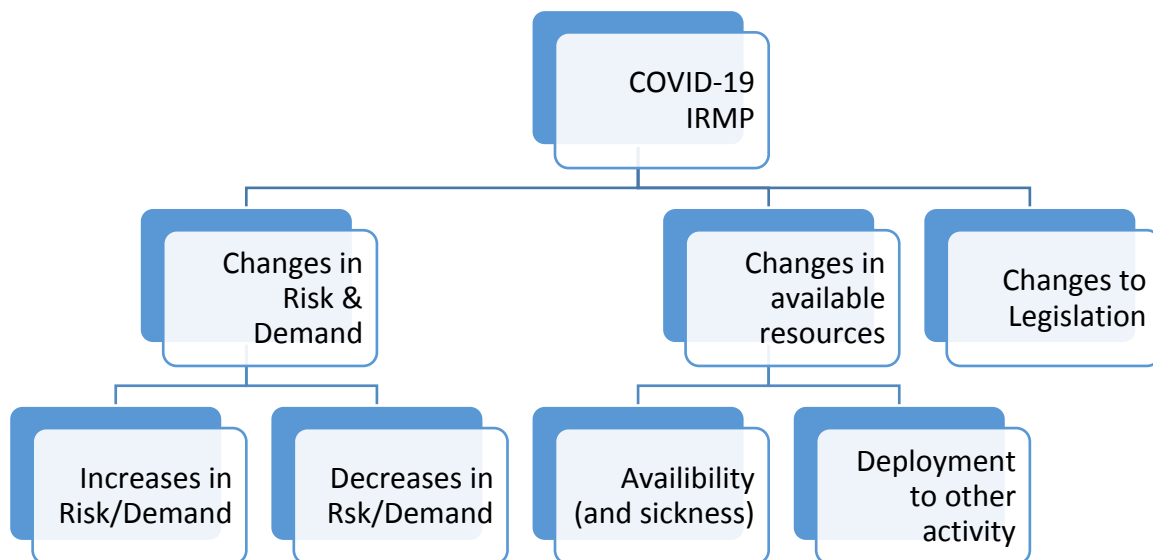 COVID-19
IRMP
Changes in
Risk &
Demand
Changes in
available
resources
Changes to
Legislation
Increases in
Risk/Demand
Decreases in
Rsk/Demand
Availibility
(and sickness)
Deployment
to other
activity